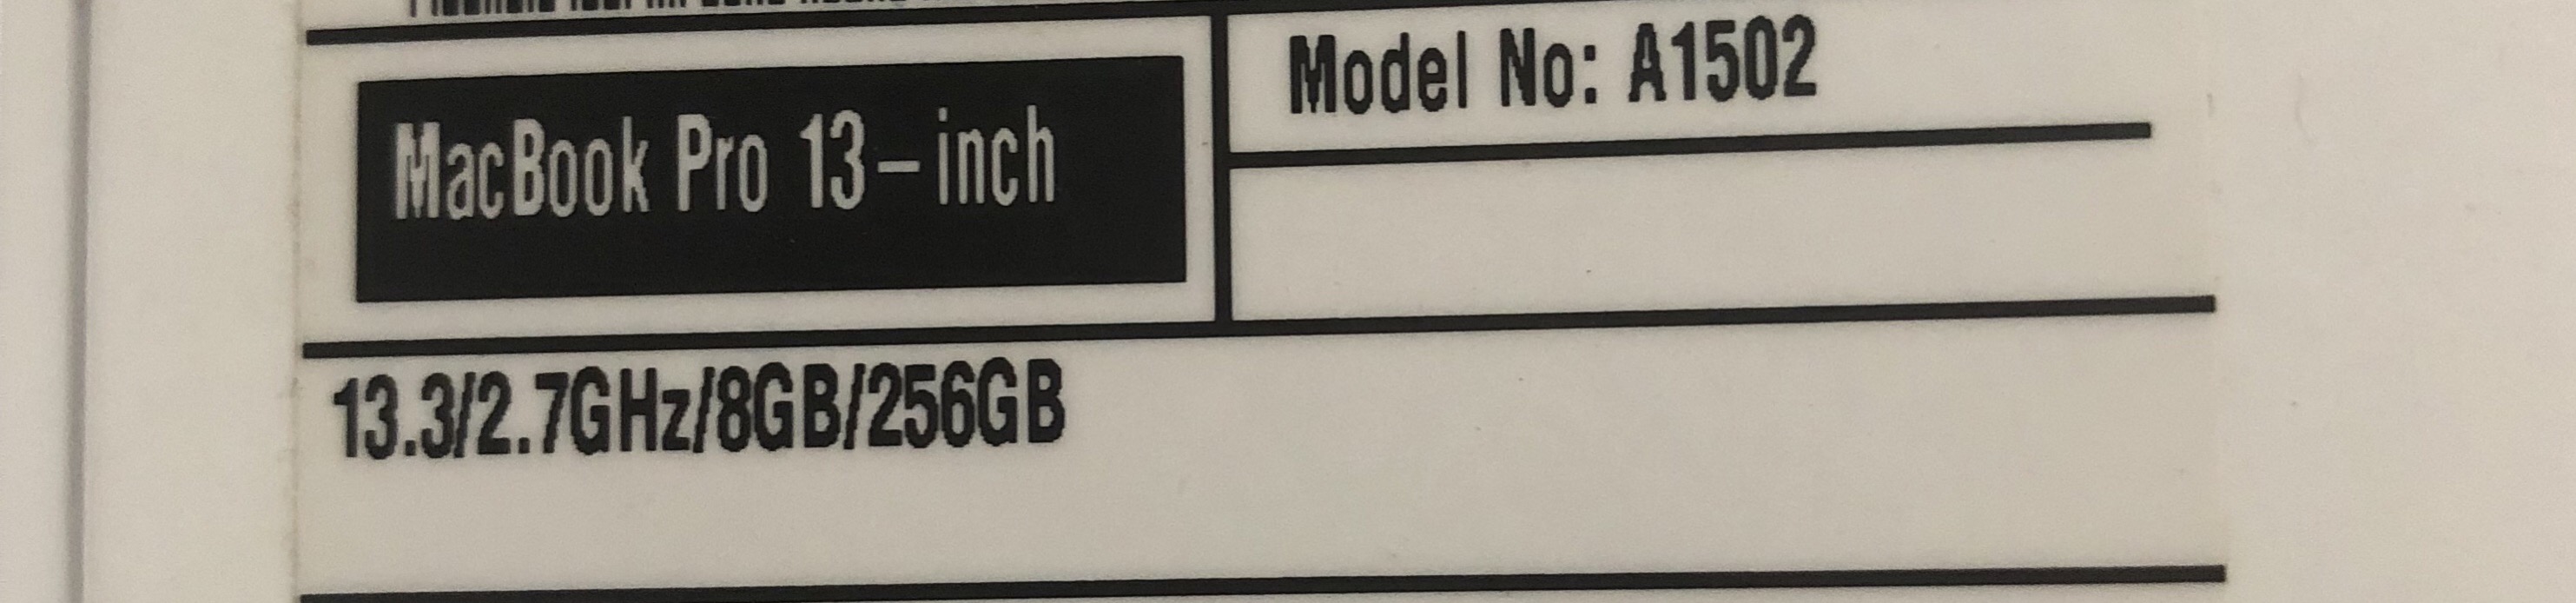 MacBook Pro 13-inch
Model No: A1502
13.3/2.7GHz/8GB/256GB